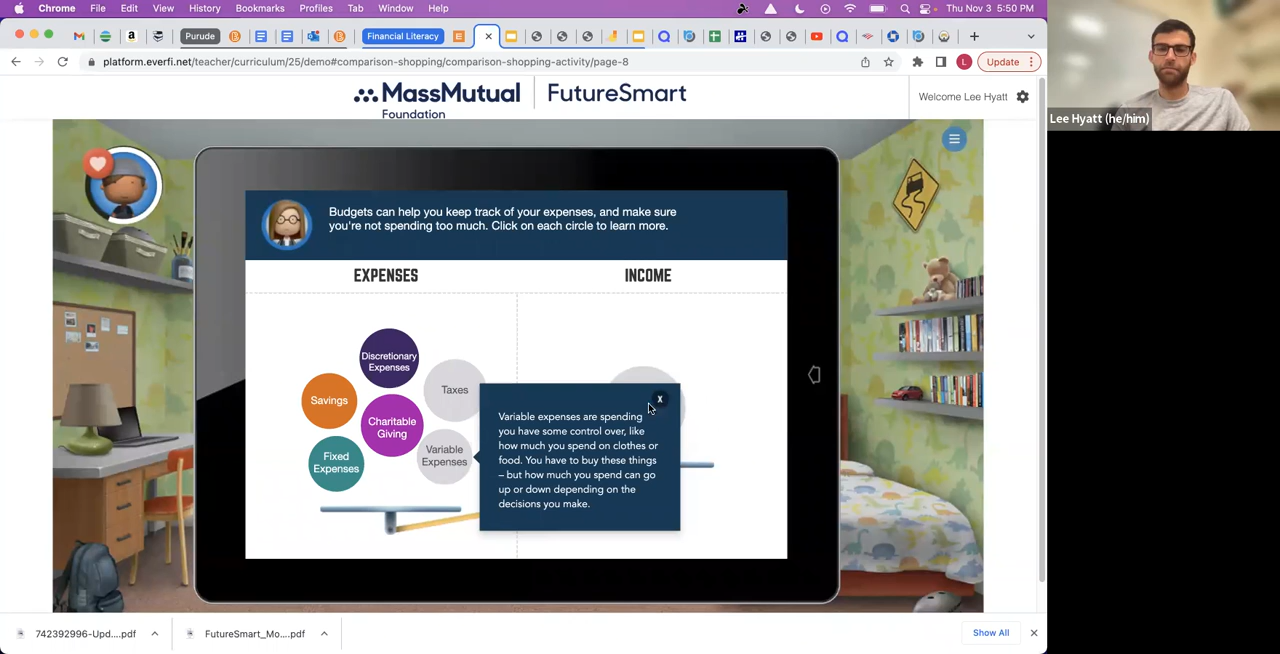 Chrome File Edit View History Bookmarks Profiles Tab Window Help
Thu Nov 3 5:50 PM
Purude
Financial Literacy
platform.everfi.net/teacher/curriculum/25/demo#comparison-shopping/comparison-shopping-activity/page-8
L
Update
MassMutual
Foundation
FutureSmart
Welcome Lee Hyatt
Lee Hyatt (he/him)
Budgets can help you keep track of your expenses, and make sure
you're not spending too much. Click on each circle to learn more.
EXPENSES
INCOME
Discretionary
Expenses
Taxes
Savings
Charitable
Giving
Fixed
Expenses
Variable
Expenses
X
Variable expenses are spending
you have some control over, like
how much you spend on clothes or
food. You have to buy these things
– but how much you spend can go
up or down depending on the
decisions you make.
742392996-Upd....pdf
FutureSmart_Mo....pdf
Show All